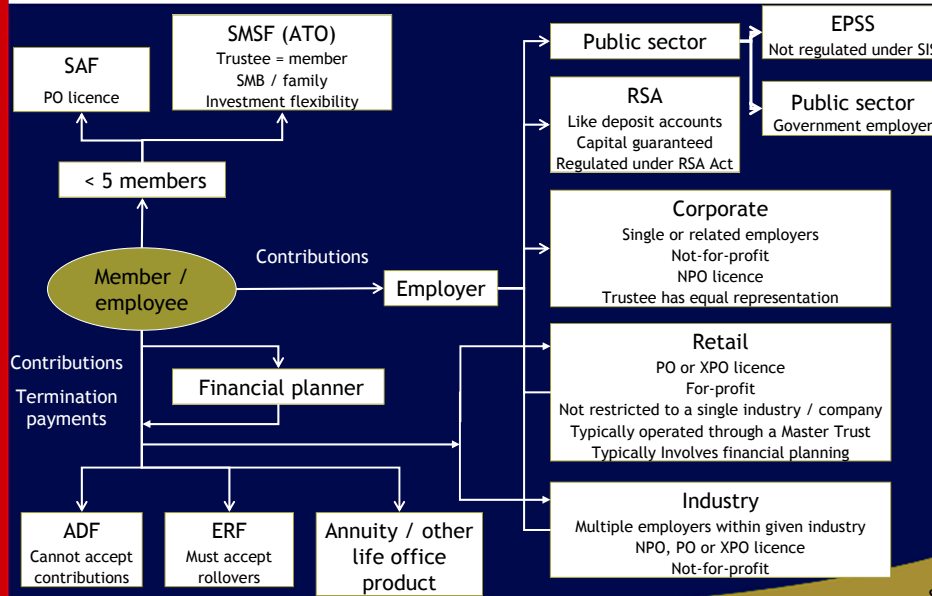 SMSF (ATO)
Trustee = member
SMB / family
Investment flexibility
SAF
PO licence
< 5 members
Member /
employee
Contributions
Employer
Contributions
Termination
payments
Financial planner
ADF
Cannot accept
contributions
ERF
Must accept
rollovers
Annuity / other
life office
product
Public sector
EPSS
Not regulated under SIS
Public sector
Government employer
RSA
Like deposit accounts
Capital guaranteed
Regulated under RSA Act
Corporate
Single or related employers
Not-for-profit
NPO licence
Trustee has equal representation
Retail
PO or XPO licence
For-profit
Not restricted to a single industry / company
Typically operated through a Master Trust
Typically Involves financial planning
Industry
Multiple employers within given industry
NPO, PO or XPO licence
Not-for-profit